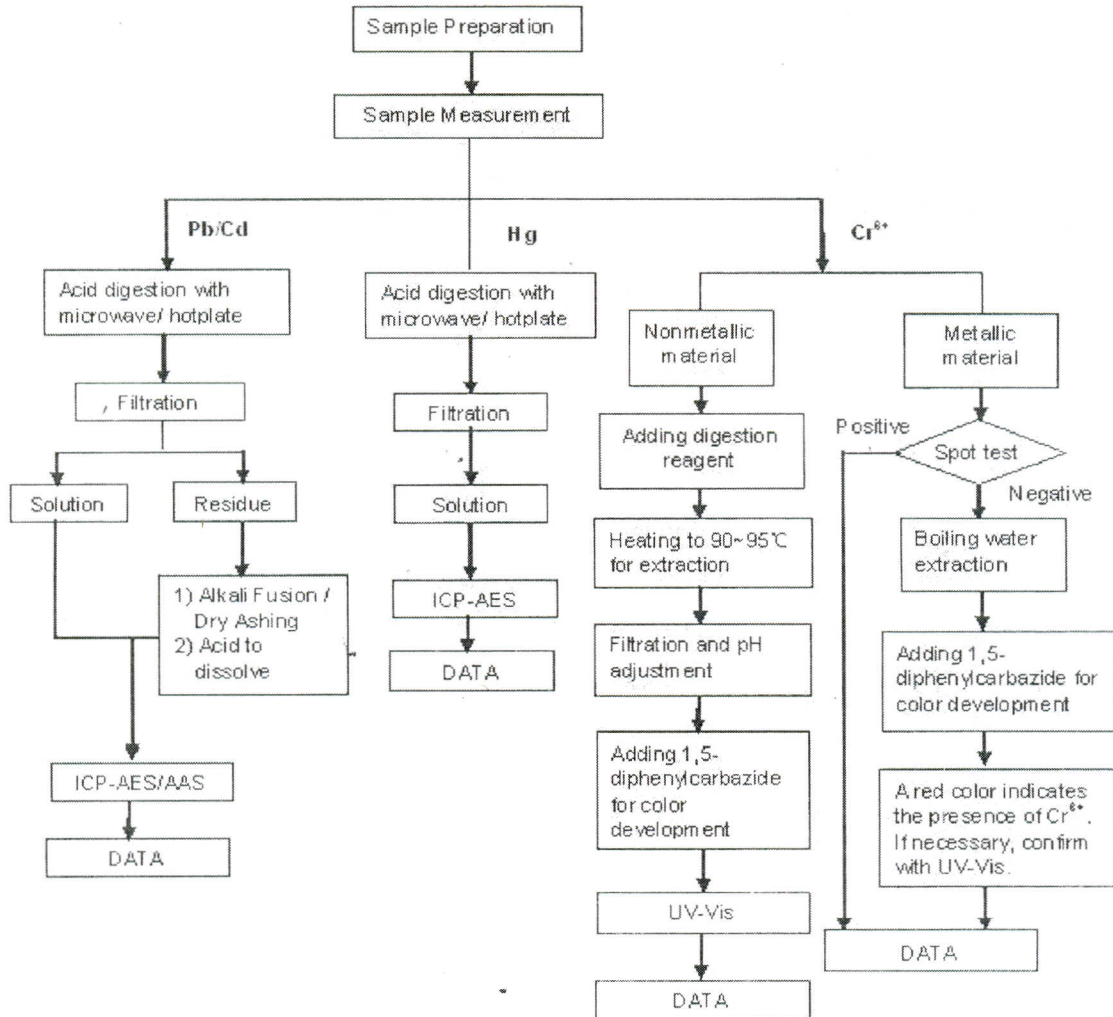 Sample Preparation
Sample Measurement
Pb/Cd
Hg
Cr⁶⁺
Acid digestion with
microwave/ hotplate
, Filtration
Solution
Residue
1) Alkali Fusion /
Dry Ashing
2) Acid to
dissolve
ICP-AES/AAS
DATA
Acid digestion with
microwave/ hotplate
Filtration
Solution
ICP-AES
DATA
Nonmetallic
material
Adding digestion
reagent
Heating to 90~95℃
for extraction
Filtration and pH
adjustment
Adding 1,5-
diphenylcarbazide
for color
development
UV-Vis
DATA
Metallic
material
Positive
Spot test
Negative
Boiling water
extraction
Adding 1,5-
diphenylcarbazide for
color development
A red color indicates
the presence of Cr⁶⁺.
If necessary, confirm
with UV-Vis.
DATA